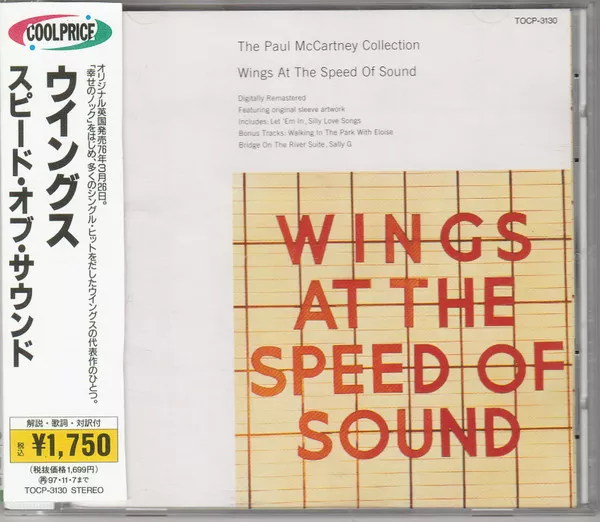 COOLPRICE
ウイングス
スピード・オブ・サウンド
オリジナル英国発売76年3月26日。
「幸せのノック」をはじめ、多くのシングル・ヒットをだしたウイングスの代表作のひとつ。
解説・歌詞・対訳付
税込 ¥1,750
(税抜価格1,699円)
㋐97・11・7まで
TOCP-3130 STEREO
TOCP-3130
The Paul McCartney Collection
Wings At The Speed Of Sound
Digitally Remastered
Featuring original sleeve artwork
Includes: Let 'Em In, Silly Love Songs
Bonus Tracks: Walking In The Park With Eloise
Bridge On The River Suite, Sally G
WINGS
AT THE
SPEED OF
SOUND